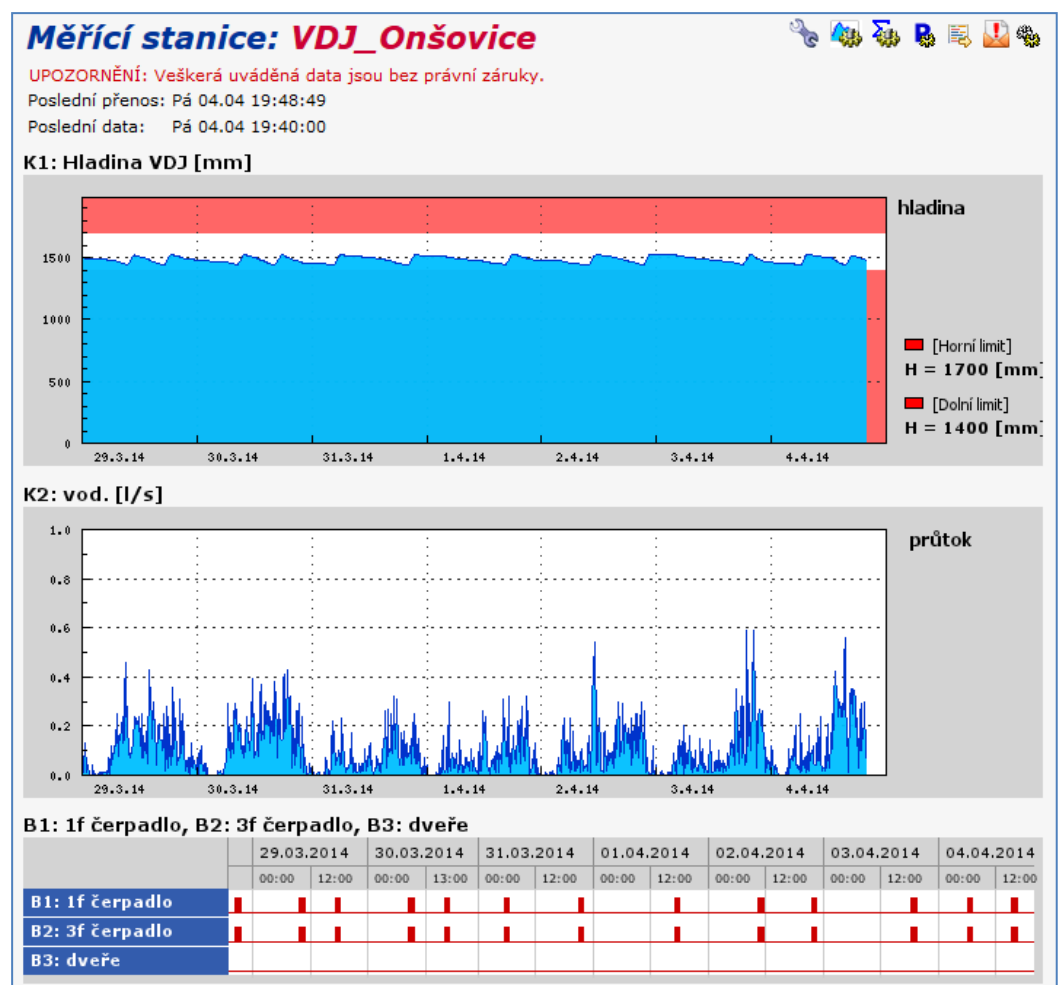 Měřící stanice: VDJ_Onšovice
UPOZORNĚNÍ: Veškerá uváděná data jsou bez právní záruky.
Poslední přenos: Pá 04.04 19:48:49
Poslední data: Pá 04.04 19:40:00
K1: Hladina VDJ [mm]
hladina
1500
1000
500
0
29.3.14 30.3.14 31.3.14 1.4.14 2.4.14 3.4.14 4.4.14
[Horní limit]
H = 1700 [mm]
[Dolní limit]
H = 1400 [mm]
K2: vod. [l/s]
průtok
1.0
0.8
0.6
0.4
0.2
0.0
29.3.14 30.3.14 31.3.14 1.4.14 2.4.14 3.4.14 4.4.14
B1: 1f čerpadlo, B2: 3f čerpadlo, B3: dveře
29.03.2014 30.03.2014 31.03.2014 01.04.2014 02.04.2014 03.04.2014 04.04.2014
00:00 12:00 00:00 13:00 00:00 12:00 00:00 12:00 00:00 12:00 00:00 12:00 00:00 12:00
B1: 1f čerpadlo
B2: 3f čerpadlo
B3: dveře